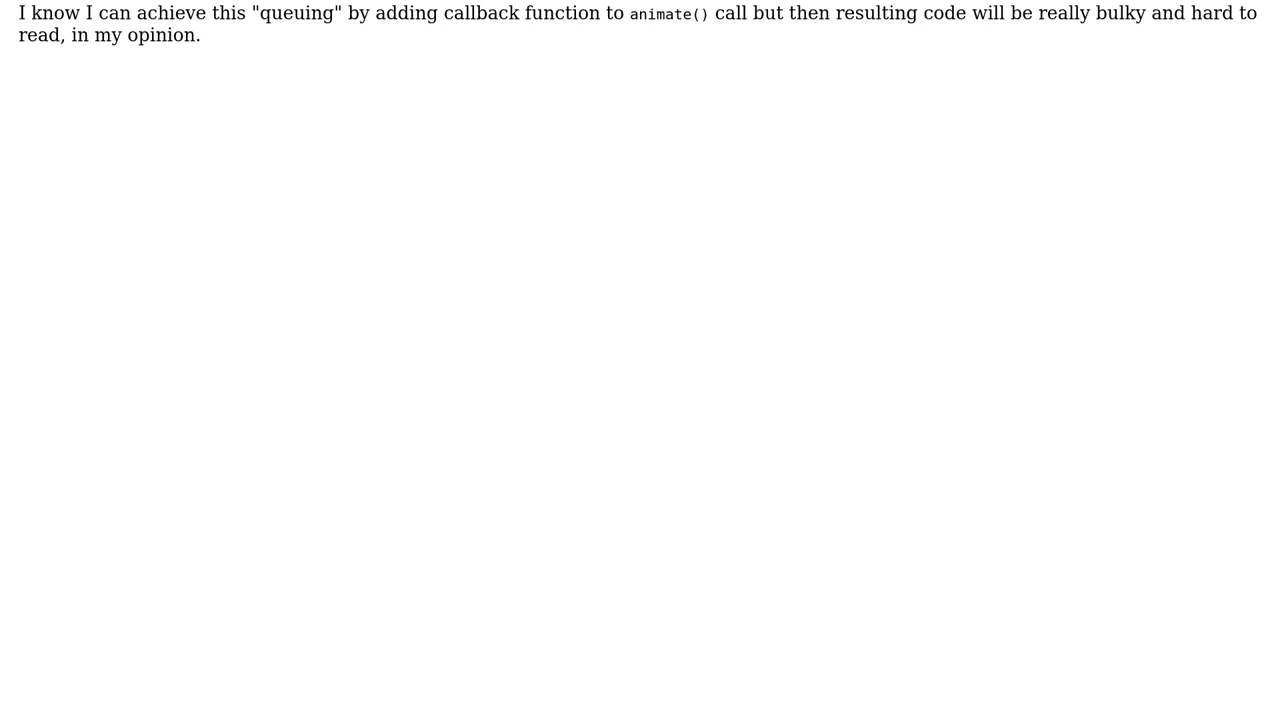 I know I can achieve this "queuing" by adding callback function to animate() call but then resulting code will be really bulky and hard to
read, in my opinion.